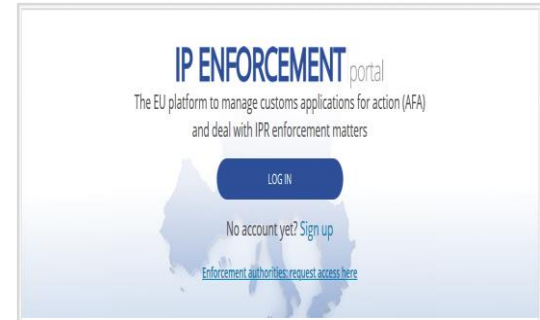 IP ENFORCEMENT portal
The EU platform to manage customs applications for action (AFA)
and deal with IPR enforcement matters
LOG IN
No account yet? Sign up
Enforcement authorities: request access here